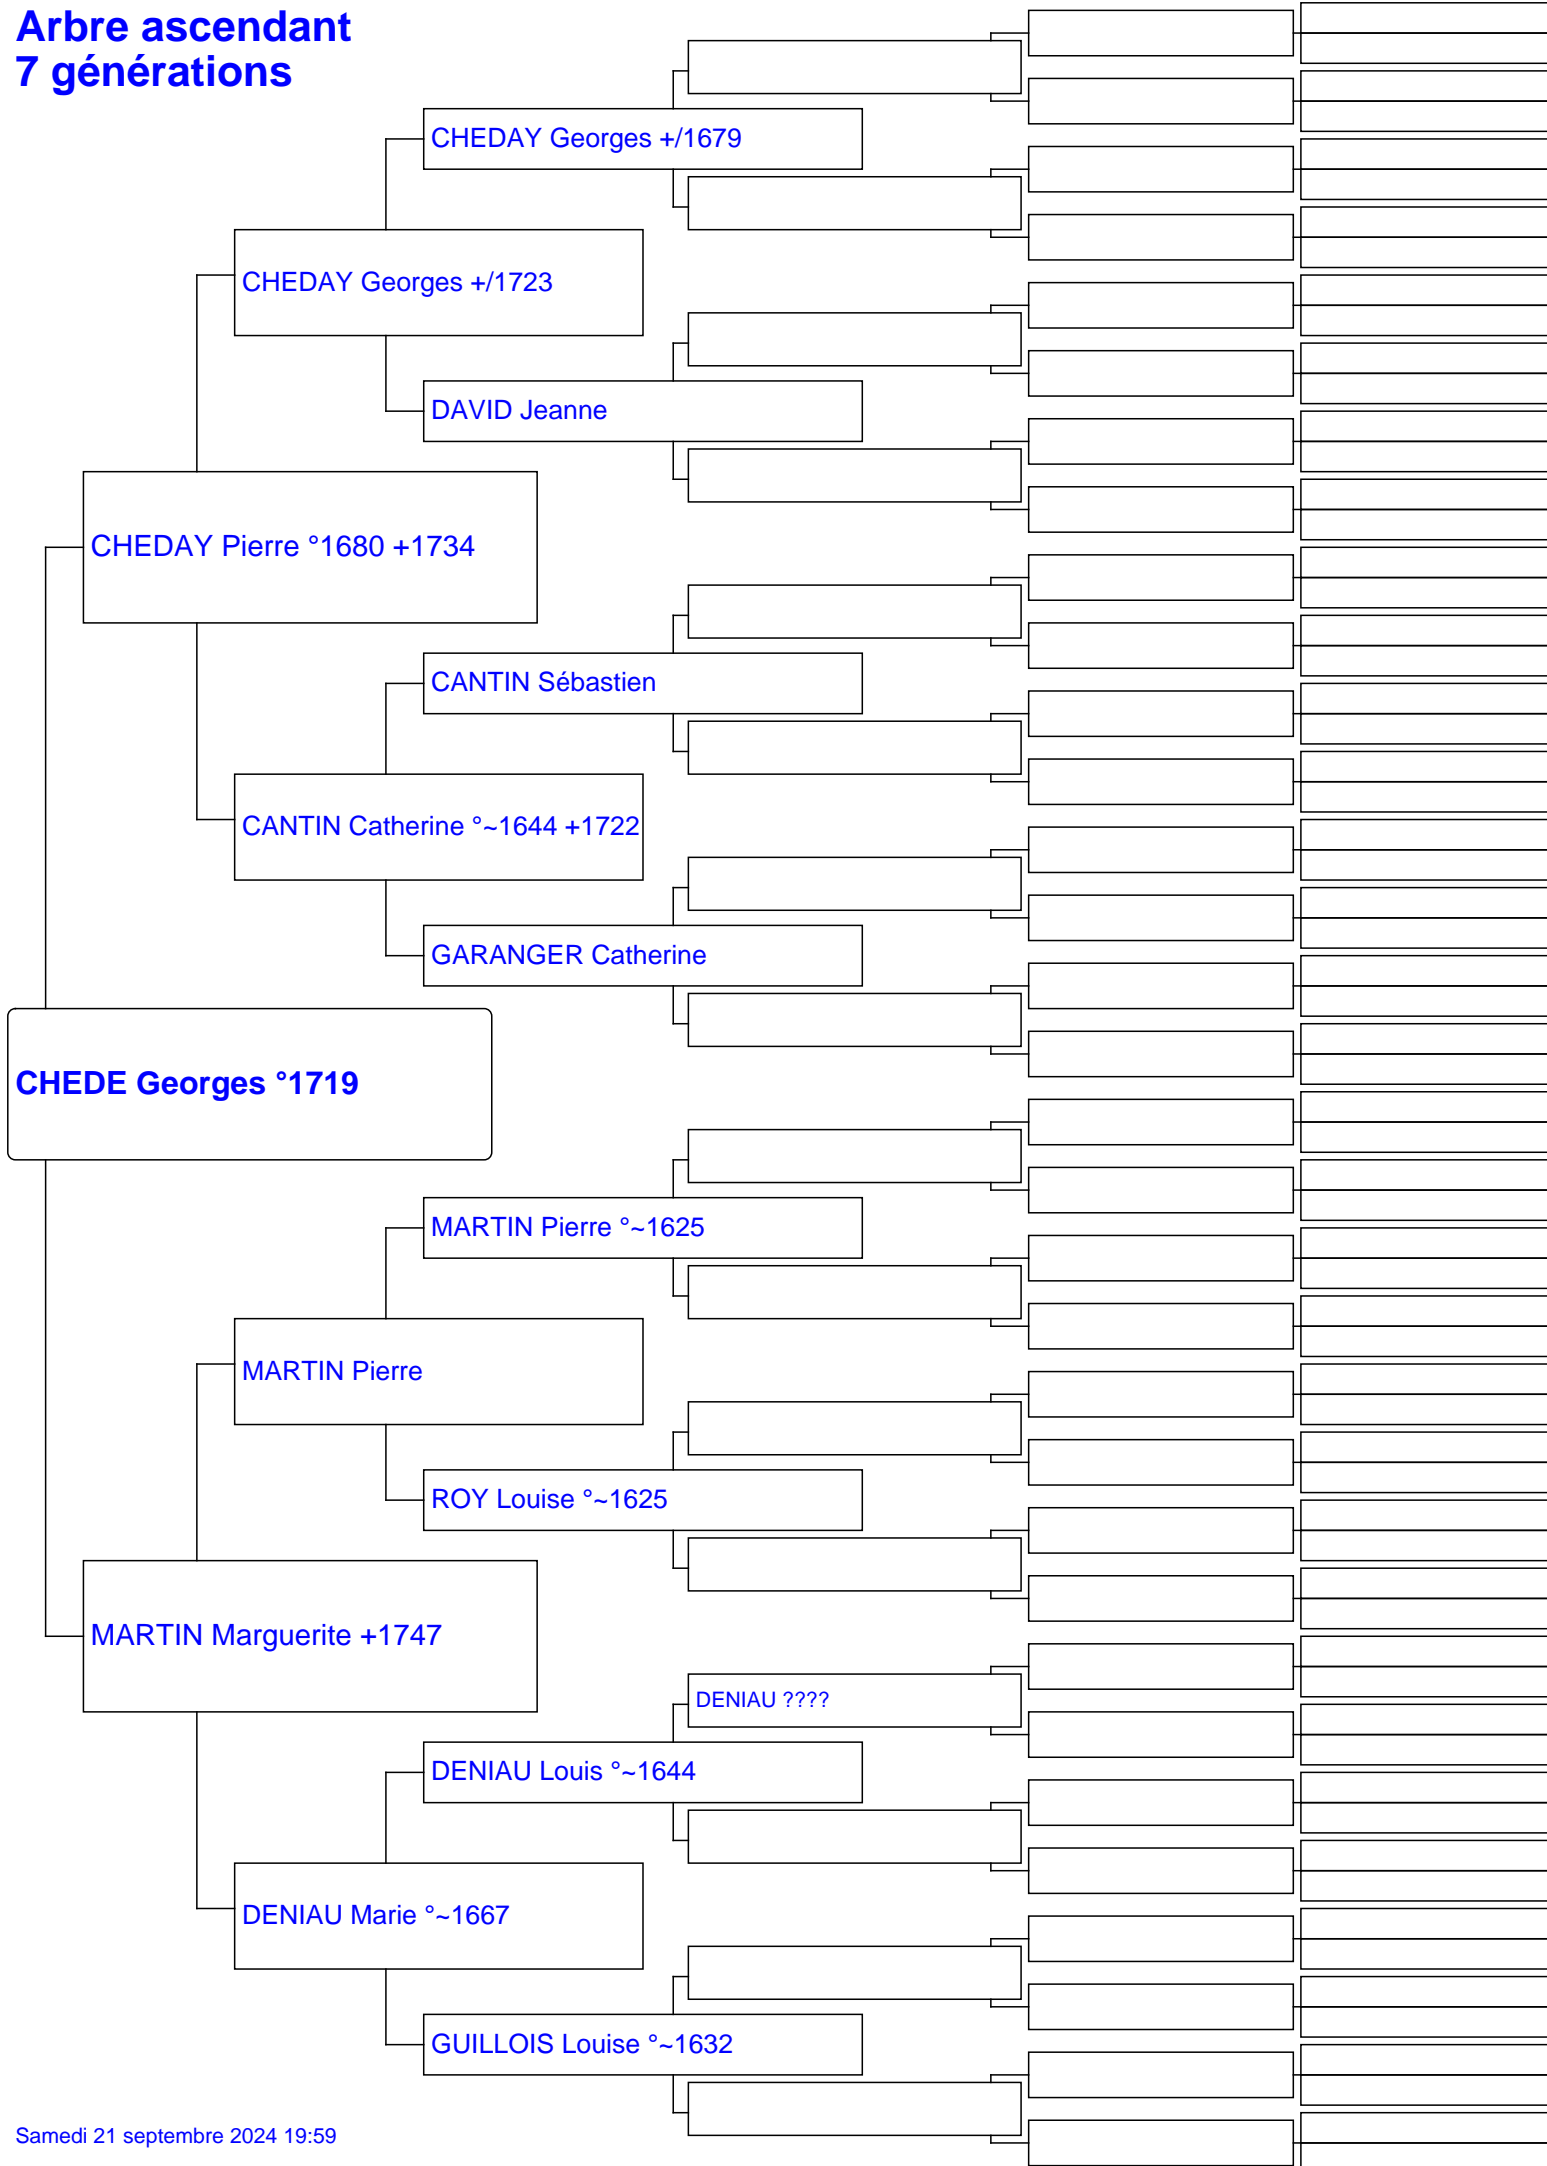 Arbre ascendant
7 générations
CHEDAY Georges +/1679
CHEDAY Georges +/1723
DAVID Jeanne
CHEDAY Pierre °1680 +1734
CANTIN Sébastien
CANTIN Catherine °~1644 +1722
GARANGER Catherine
CHEDE Georges °1719
MARTIN Pierre °~1625
MARTIN Pierre
ROY Louise °~1625
MARTIN Marguerite +1747
DENIAU ????
DENIAU Louis °~1644
DENIAU Marie °~1667
GUILLOIS Louise °~1632
Samedi 21 septembre 2024 19:59